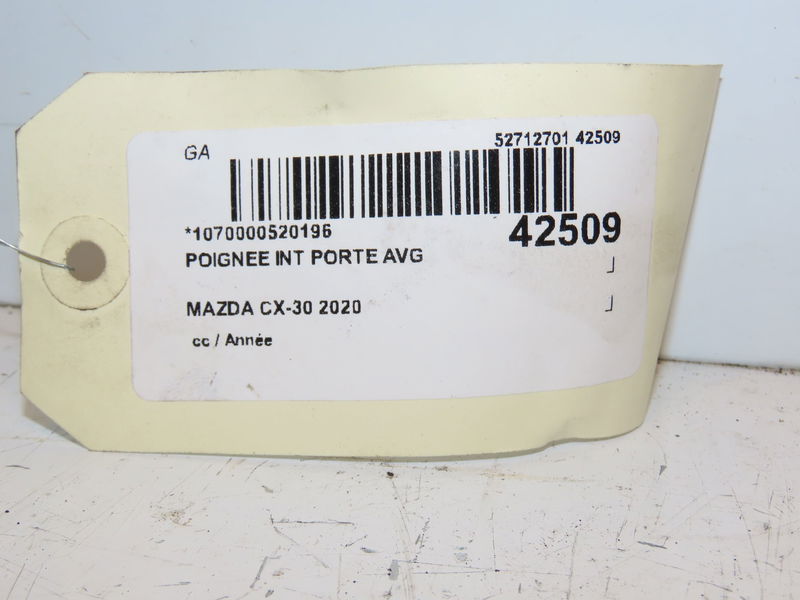 GA
52712701 42509
*1070000520196
42509
POIGNEE INT PORTE AVG
MAZDA CX-30 2020
cc / Année